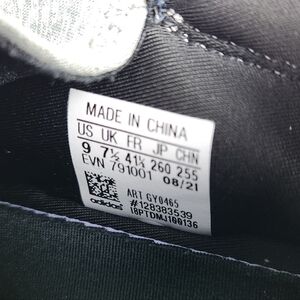 MADE IN CHINA
US UK FR JP CHN
9 7½ 41⅓ 260 255
EVN 791001 08/21
ART GY0465
#128383539
adidas IBPTDMJ100136